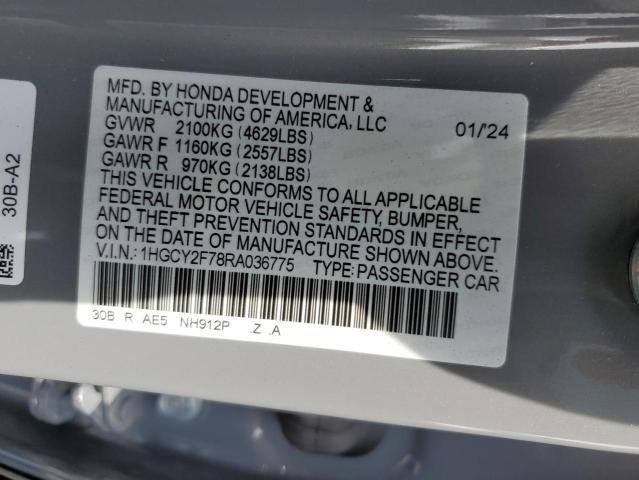 MFD. BY HONDA DEVELOPMENT &
MANUFACTURING OF AMERICA, LLC 01/'24
GVWR 2100KG (4629LBS)
GAWR F 1160KG (2557LBS)
GAWR R 970KG (2138LBS)
THIS VEHICLE CONFORMS TO ALL APPLICABLE
FEDERAL MOTOR VEHICLE SAFETY, BUMPER,
AND THEFT PREVENTION STANDARDS IN EFFECT
ON THE DATE OF MANUFACTURE SHOWN ABOVE.
V.I.N.: 1HGCY2F78RA036775 TYPE: PASSENGER CAR
30B R AE5 NH912P .Z .A
30B-A2